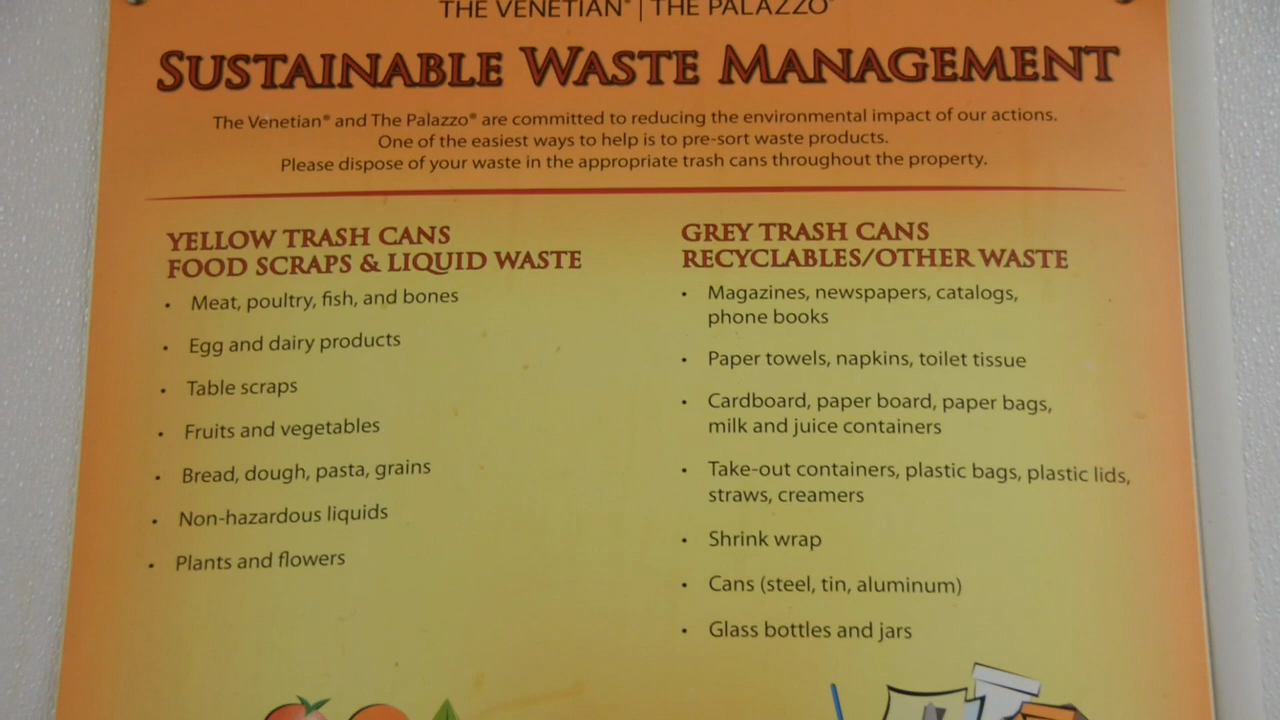 THE VENETIAN® | THE PALAZZO®
SUSTAINABLE WASTE MANAGEMENT
The Venetian® and The Palazzo® are committed to reducing the environmental impact of our actions.
One of the easiest ways to help is to pre-sort waste products.
Please dispose of your waste in the appropriate trash cans throughout the property.
YELLOW TRASH CANS
FOOD SCRAPS & LIQUID WASTE
• Meat, poultry, fish, and bones
• Egg and dairy products
• Table scraps
• Fruits and vegetables
• Bread, dough, pasta, grains
• Non-hazardous liquids
• Plants and flowers
GREY TRASH CANS
RECYCLABLES/OTHER WASTE
• Magazines, newspapers, catalogs,
phone books
• Paper towels, napkins, toilet tissue
• Cardboard, paper board, paper bags,
milk and juice containers
• Take-out containers, plastic bags, plastic lids,
straws, creamers
• Shrink wrap
• Cans (steel, tin, aluminum)
• Glass bottles and jars